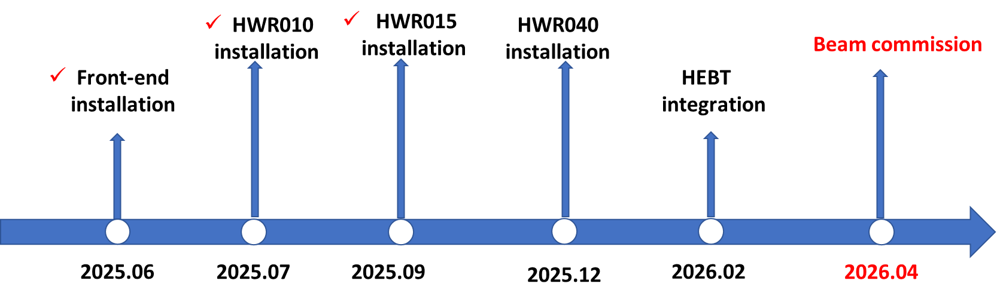 ✓ Front-end
installation
✓ HWR010
installation
✓ HWR015
installation
HWR040
installation
HEBT
integration
Beam commission
2025.06
2025.07
2025.09
2025.12
2026.02
2026.04